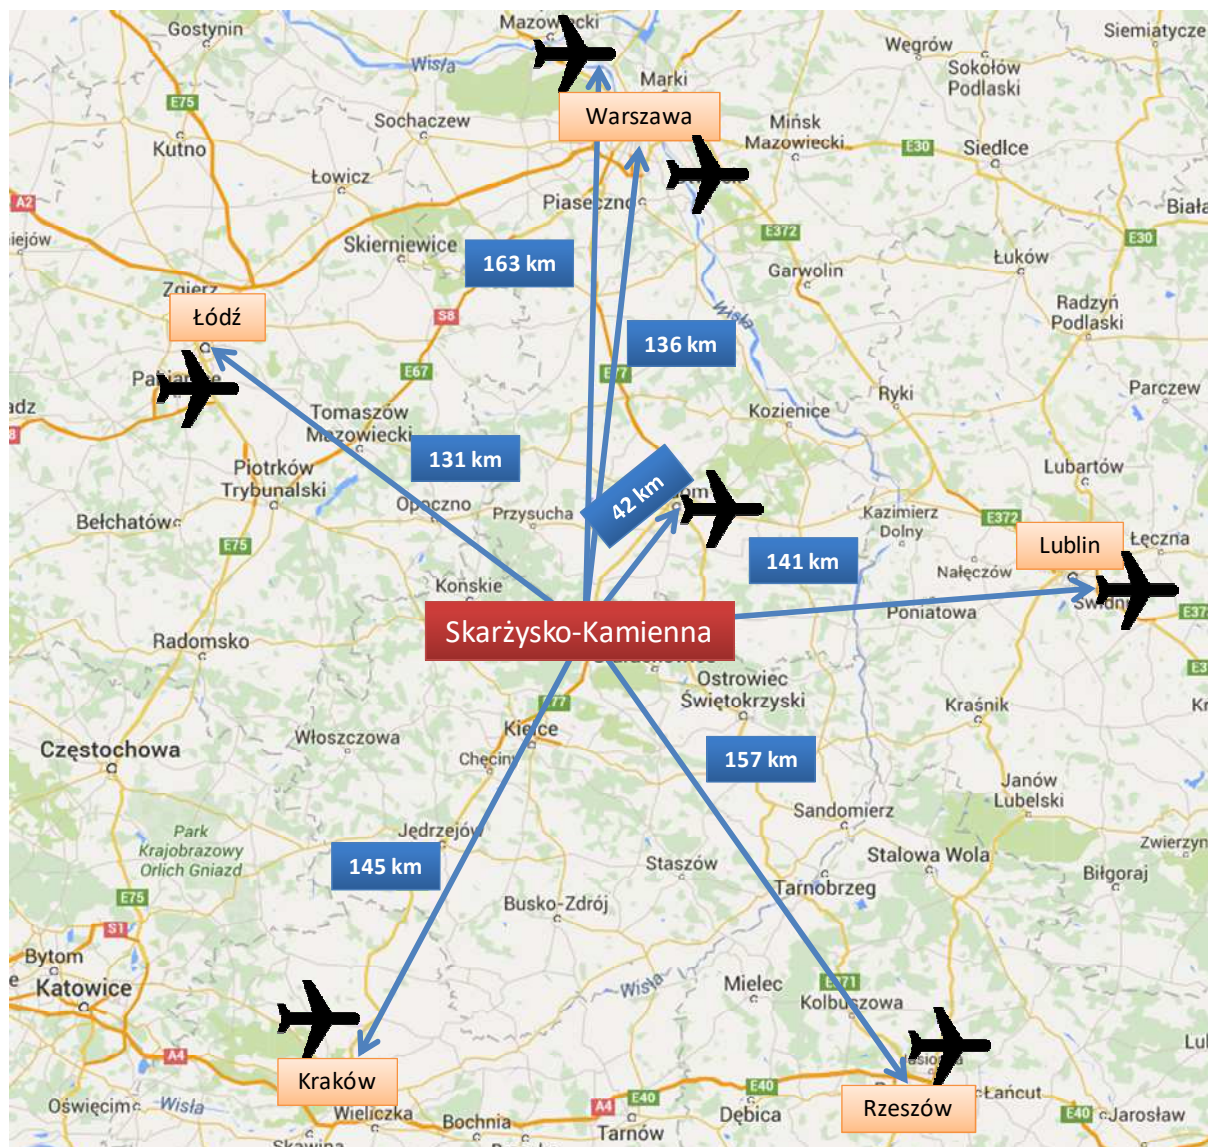 Mazowiecki
Gostynin
Siemiatycze
Węgrów
Wisła
Sokołów
Podlaski
Marki
E75
Warszawa
Sochaczew
Mińsk
Mazowiecki
Kutno
E30
Siedlce
Łowicz
A2
Piaseczno
Biała
Skierniewice
E372
E30
163 km
Łuków
Garwolin
Zgierz
Łódź
Wisła
Radzyń
Podlaski
S8
136 km
E67
E77
Parczew
Ryki
Kozienice
Tomaszów
Mazowiecki
131 km
Piotrków
Trybunalski
Lubartów
42 km
Opoczno
Przysucha
Kazimierz
Dolny
E372
Bełchatów
Lublin
Łęczna
E75
141 km
Nałęczów
Końskie
Poniatowa
E372
Skarżysko-Kamienna
Radomsko
Ostrowiec
Świętokrzyski
Kraśnik
Kielce
Włoszczowa
Częstochowa
Chęciny
157 km
Janów
Lubelski
Sandomierz
Park
Krajobrazowy
Orlich Gniazd
Jędrzejów
145 km
Staszów
Stalowa Wola
Zwierzyn
Tarnobrzeg
Biłgoraj
E75
Busko-Zdrój
S1
Bytom
Katowice
Wisła
Mielec
E371
Kolbuszowa
A4
Kraków
E40
Rzeszów
Łańcut
Oświęcim
Wisła
Wieliczka
Bochnia
A4
E40
Dębica
E40
Jarosław
Tarnów
Skawina